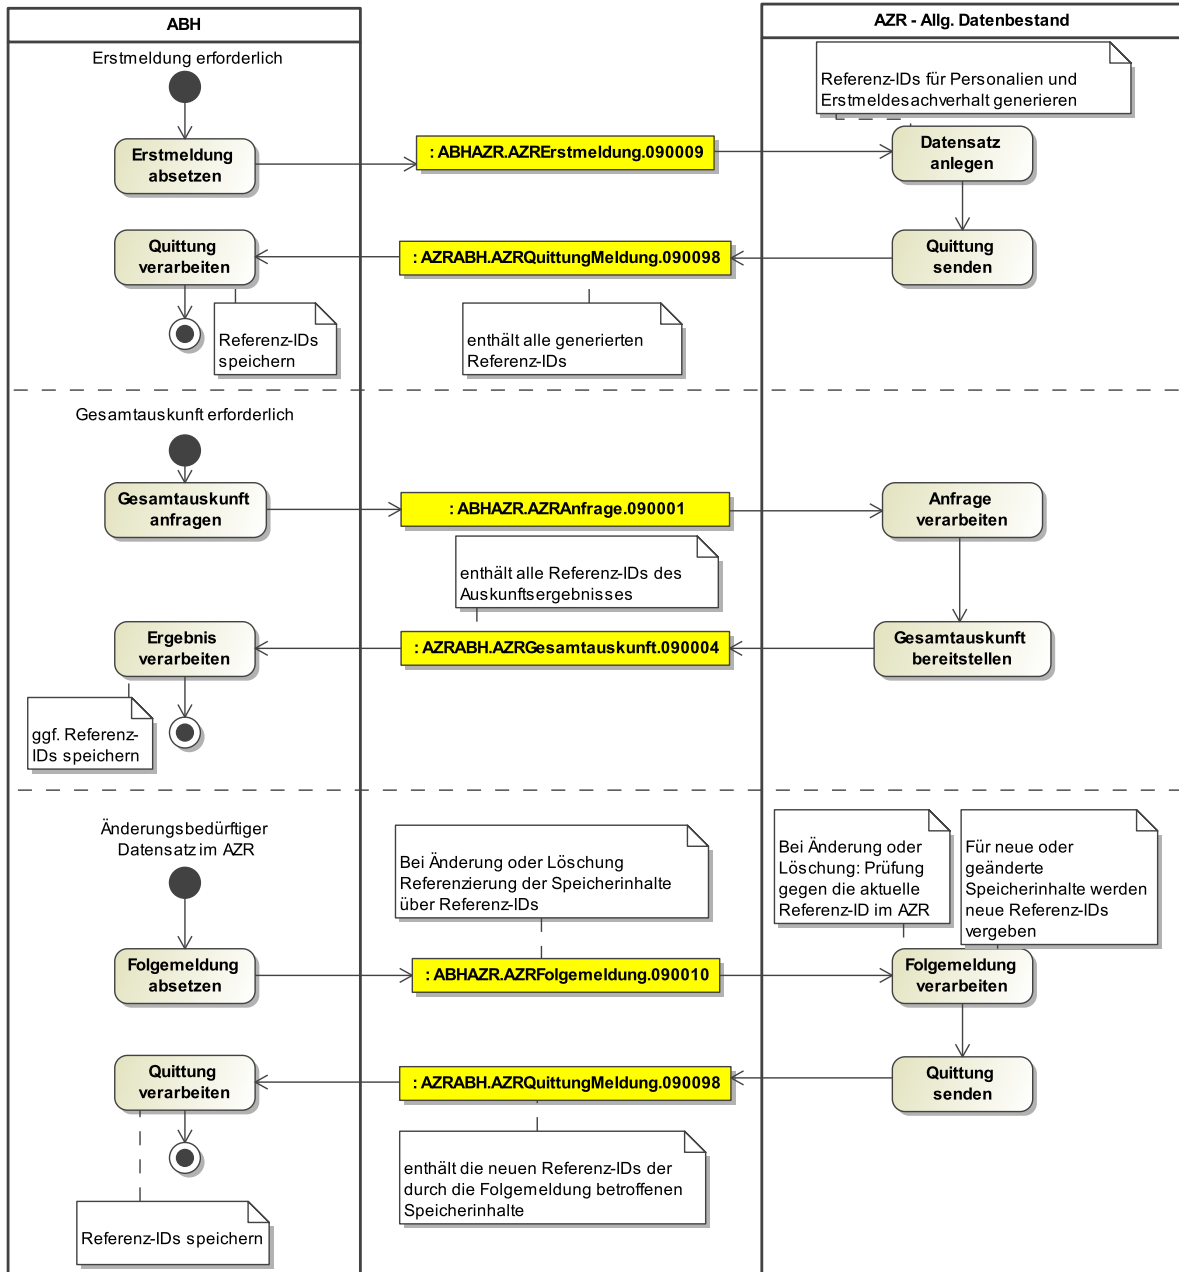 ABH
AZR - Allg. Datenbestand
Erstmeldung erforderlich
Referenz-IDs für Personalien und
Erstmeldesachverhalt generieren
Erstmeldung
absetzen
: ABHAZR.AZRErstmeldung.090009
Datensatz
anlegen
Quittung
verarbeiten
: AZRABH.AZRQuittungMeldung.090098
Quittung
senden
Referenz-IDs
speichern
enthält alle generierten
Referenz-IDs
Gesamtauskunft erforderlich
Gesamtauskunft
anfragen
: ABHAZR.AZRAnfrage.090001
Anfrage
verarbeiten
enthält alle Referenz-IDs des
Auskunftsergebnisses
Ergebnis
verarbeiten
: AZRABH.AZRGesamtauskunft.090004
Gesamtauskunft
bereitstellen
ggf. Referenz-
IDs speichern
Änderungsbedürftiger
Datensatz im AZR
Bei Änderung oder Löschung
Referenzierung der Speicherinhalte
über Referenz-IDs
Bei Änderung oder
Löschung: Prüfung
gegen die aktuelle
Referenz-ID im AZR
Für neue oder
geänderte
Speicherinhalte werden
neue Referenz-IDs
vergeben
Folgemeldung
absetzen
: ABHAZR.AZRFolgemeldung.090010
Folgemeldung
verarbeiten
Quittung
verarbeiten
: AZRABH.AZRQuittungMeldung.090098
Quittung
senden
enthält die neuen Referenz-IDs der
durch die Folgemeldung betroffenen
Speicherinhalte
Referenz-IDs speichern